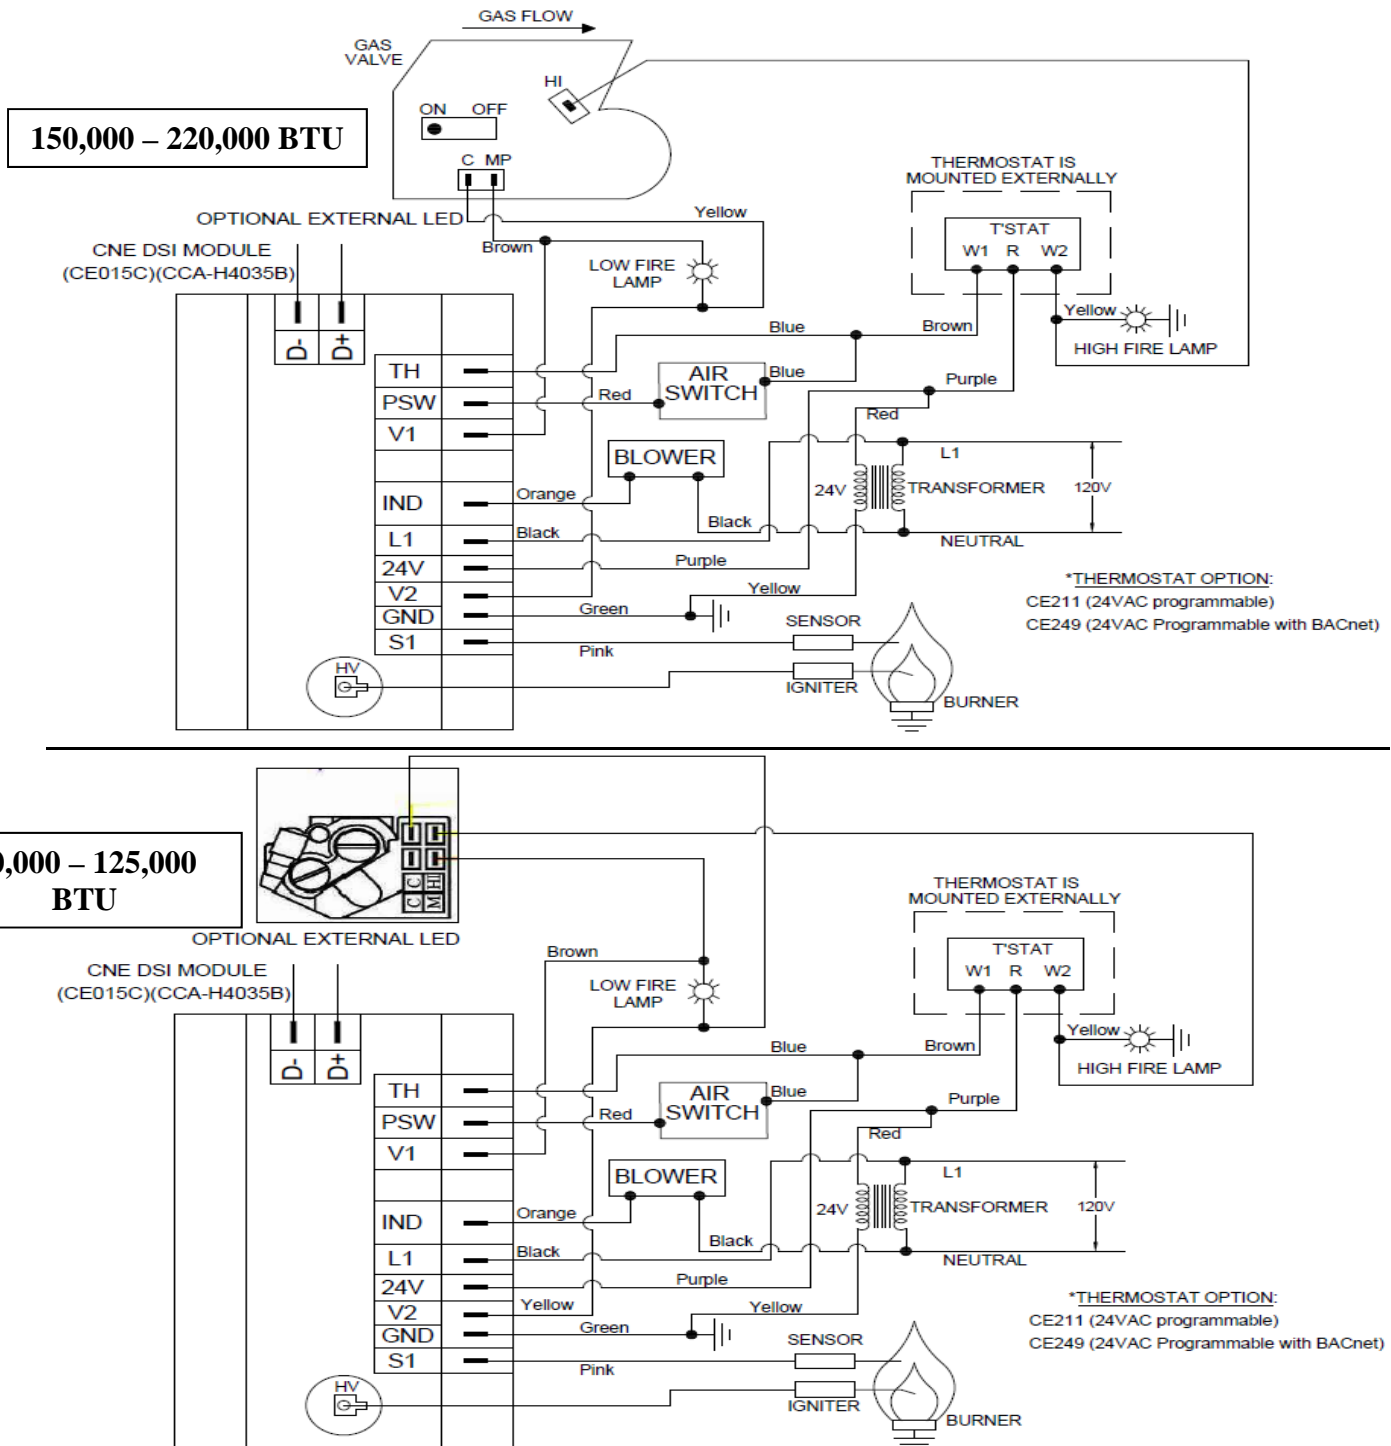 GAS FLOW
GAS
VALVE
HI
ON OFF
150,000 – 220,000 BTU
C MP
THERMOSTAT IS
MOUNTED EXTERNALLY
OPTIONAL EXTERNAL LED
Yellow
T'STAT
Brown
CNE DSI MODULE
W1 R W2
(CE015C)(CCA-H4035B)
LOW FIRE
LAMP
Yellow
Blue
Brown
D- D+
HIGH FIRE LAMP
TH
AIR
SWITCH
Blue
Purple
PSW
Red
Red
V1
BLOWER
L1
24V
TRANSFORMER
120V
IND
Orange
Black
L1
Black
NEUTRAL
24V
Purple
V2
Yellow
*THERMOSTAT OPTION:
GND
Green
CE211 (24VAC programmable)
SENSOR
CE249 (24VAC Programmable with BACnet)
S1
Pink
HV
IGNITER
BURNER
0,000 – 125,000
BTU
C C
M HI
THERMOSTAT IS
MOUNTED EXTERNALLY
OPTIONAL EXTERNAL LED
T'STAT
Brown
CNE DSI MODULE
W1 R W2
(CE015C)(CCA-H4035B)
LOW FIRE
LAMP
Yellow
Blue
Brown
D- D+
HIGH FIRE LAMP
TH
AIR
SWITCH
Blue
Purple
PSW
Red
Red
V1
BLOWER
L1
24V
TRANSFORMER
120V
IND
Orange
Black
L1
Black
NEUTRAL
24V
Purple
V2
Yellow
Yellow
*THERMOSTAT OPTION:
GND
Green
CE211 (24VAC programmable)
SENSOR
CE249 (24VAC Programmable with BACnet)
S1
Pink
HV
IGNITER
BURNER